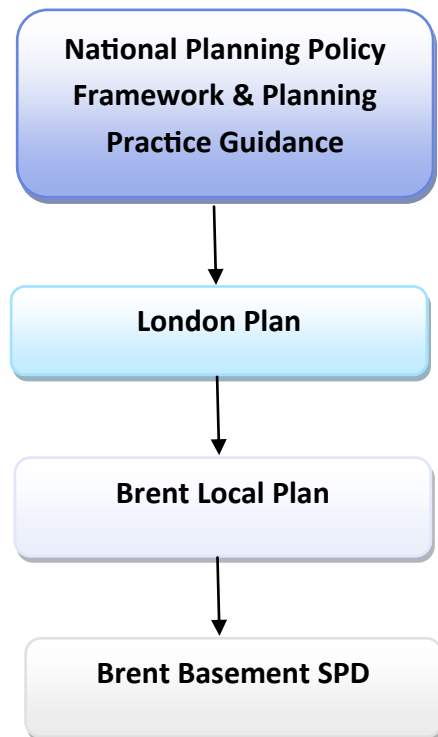 National Planning Policy
Framework & Planning
Practice Guidance
London Plan
Brent Local Plan
Brent Basement SPD